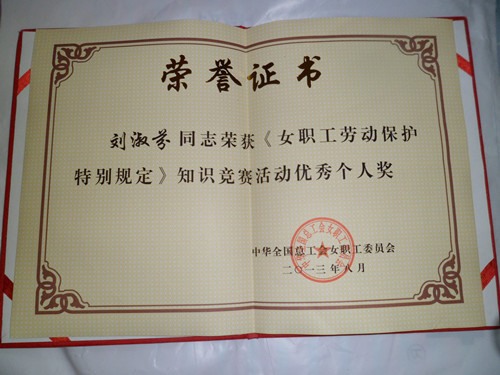 荣誉证书
刘淑芬 同志荣获《女职工劳动保护
特别规定》知识竞赛活动优秀个人奖
中华全国总工会女职工委员会
二〇一三年八月